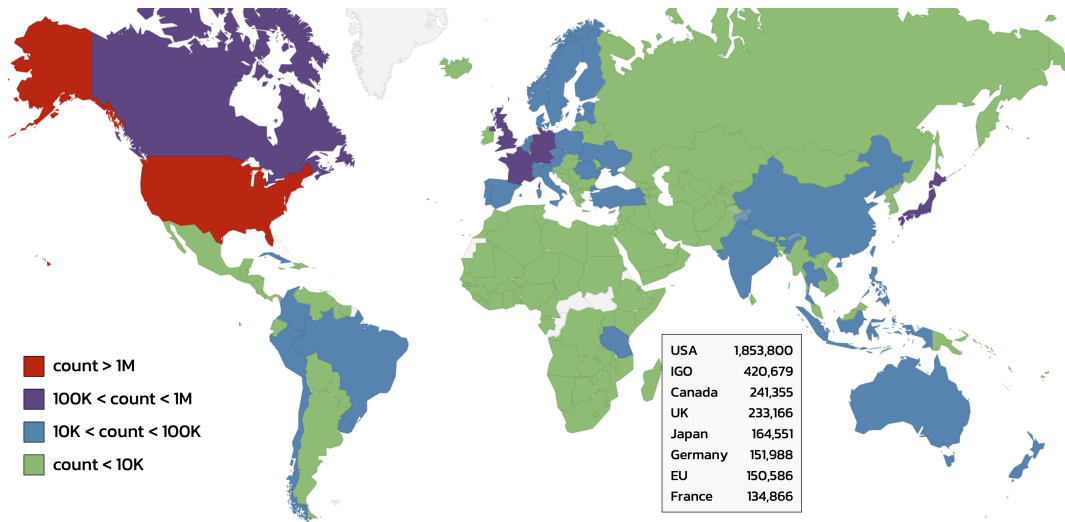 count > 1M
100K < count < 1M
10K < count < 100K
count < 10K
USA 1,853,800
IGO 420,679
Canada 241,355
UK 233,166
Japan 164,551
Germany 151,988
EU 150,586
France 134,866